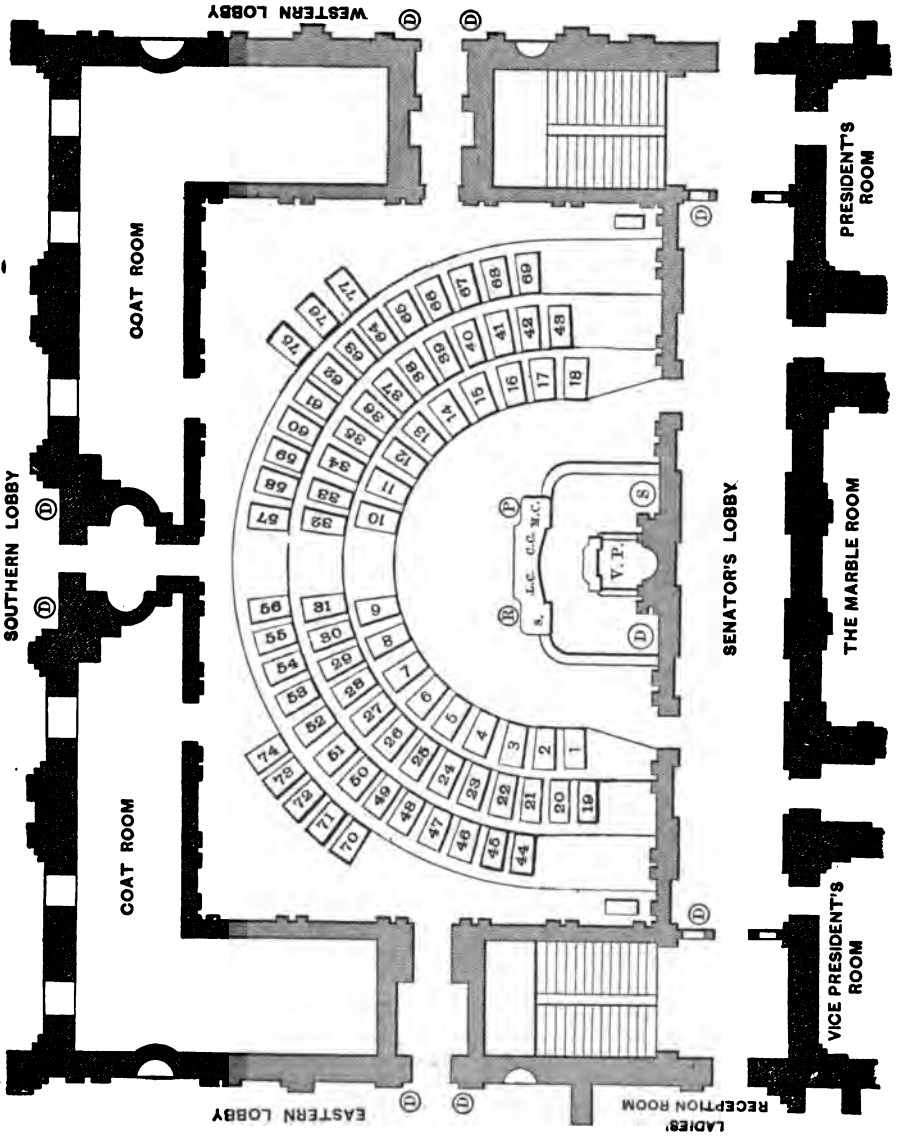 WESTERN LOBBY
D
D
COAT ROOM
SOUTHERN LOBBY
D
D
COAT ROOM
EASTERN LOBBY
D
D
LADIES'
RECEPTION ROOM
PRESIDENT'S
ROOM
D
SENATOR'S LOBBY
THE MARBLE ROOM
D
VICE PRESIDENT'S
ROOM
R
P
S. L.C. C.C. M.C.
V.P.
D
S
1
2
3
4
5
6
7
8
9
10
11
12
13
14
15
16
17
18
19
20
21
22
23
24
25
26
27
28
29
30
31
32
33
34
35
36
37
38
39
40
41
42
43
44
45
46
47
48
49
50
51
52
53
54
55
56
57
58
59
60
61
62
63
64
65
66
67
68
69
70
71
72
73
74
75
76
77